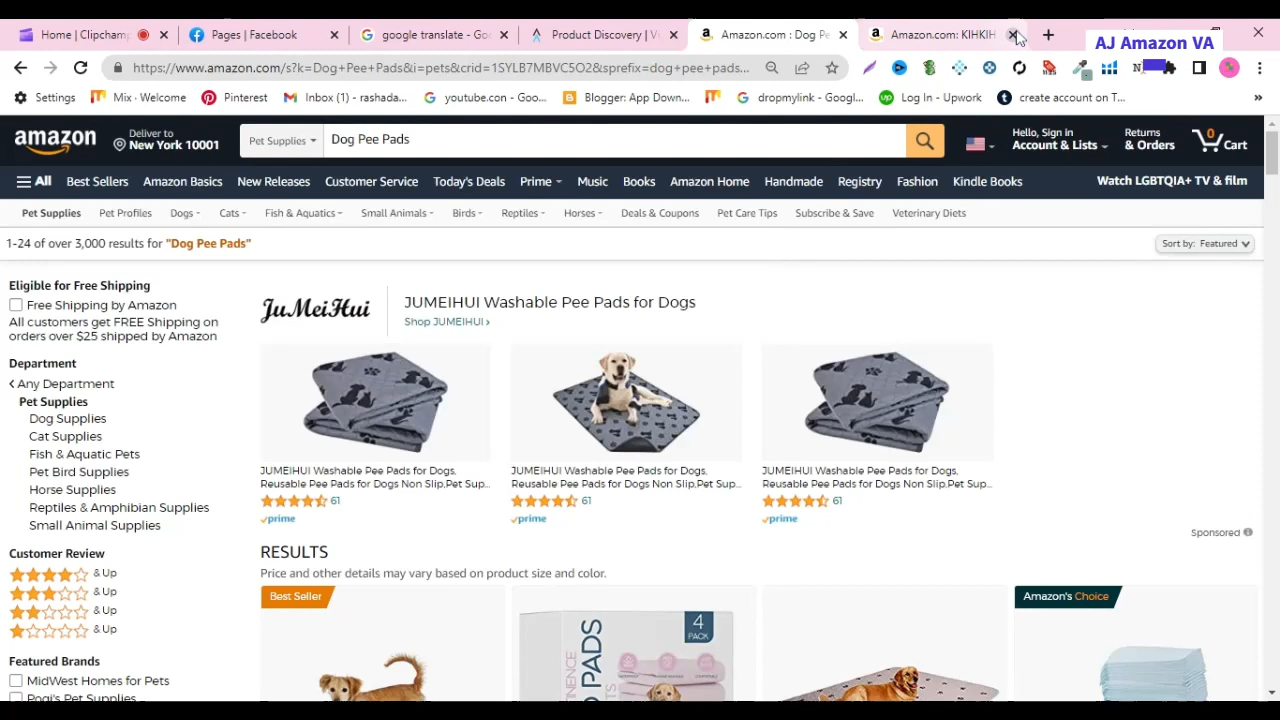 Home | Clipchamp
Pages | Facebook
google translate - Go
Product Discovery | V
Amazon.com : Dog Pe
Amazon.com: KIHKIH
AJ Amazon VA
https://www.amazon.com/s?k=Dog+Pee+Pads&i=pets&crid=1SYLB7MBVC5O2&sprefix=dog+pee+pads...
Settings
Mix · Welcome
Pinterest
Inbox (1) - rashada...
youtube.con - Goo...
Blogger: App Down...
dropmylink - Googl...
Log In - Upwork
create account on T...
»
amazon
Deliver to
New York 10001
Pet Supplies
Dog Pee Pads
Hello, Sign in
Account & Lists
Returns
& Orders
0
Cart
All
Best Sellers
Amazon Basics
New Releases
Customer Service
Today's Deals
Prime
Music
Books
Amazon Home
Handmade
Registry
Fashion
Kindle Books
Watch LGBTQIA+ TV & film
Pet Supplies
Pet Profiles
Dogs
Cats
Fish & Aquatics
Small Animals
Birds
Reptiles
Horses
Deals & Coupons
Pet Care Tips
Subscribe & Save
Veterinary Diets
1-24 of over 3,000 results for "Dog Pee Pads"
Sort by: Featured
Eligible for Free Shipping
Free Shipping by Amazon
All customers get FREE Shipping on
orders over $25 shipped by Amazon
Department
Any Department
Pet Supplies
Dog Supplies
Cat Supplies
Fish & Aquatic Pets
Pet Bird Supplies
Horse Supplies
Reptiles & Amphibian Supplies
Small Animal Supplies
Customer Review
& Up
& Up
& Up
& Up
Featured Brands
MidWest Homes for Pets
Pogi's Pet Supplies
JuMeiHui
JUMEIHUI Washable Pee Pads for Dogs
Shop JUMEIHUI ›
JUMEIHUI Washable Pee Pads for Dogs,
Reusable Pee Pads for Dogs Non Slip,Pet Sup...
61
prime
JUMEIHUI Washable Pee Pads for Dogs,
Reusable Pee Pads for Dogs Non Slip,Pet Sup...
61
prime
JUMEIHUI Washable Pee Pads for Dogs,
Reusable Pee Pads for Dogs Non Slip,Pet Sup...
61
prime
Sponsored
RESULTS
Price and other details may vary based on product size and color.
Best Seller
4
PACK
PADS
Amazon's Choice